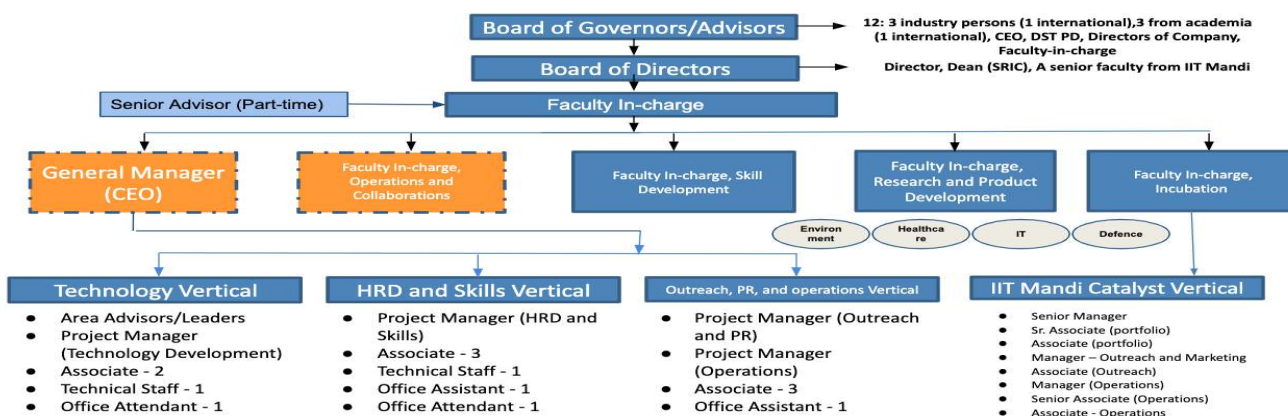 Board of Governors/Advisors
12: 3 industry persons (1 international),3 from academia
(1 international), CEO, DST PD, Directors of Company,
Faculty-in-charge
Board of Directors
Director, Dean (SRIC), A senior faculty from IIT Mandi
Senior Advisor (Part-time)
Faculty In-charge
General Manager
(CEO)
Faculty In-charge,
Operations and
Collaborations
Faculty In-charge, Skill
Development
Faculty In-charge,
Research and Product
Development
Faculty In-charge,
Incubation
Environ
ment
Healthca
re
IT
Defence
Technology Vertical
● Area Advisors/Leaders
● Project Manager
(Technology Development)
● Associate - 2
● Technical Staff - 1
● Office Attendant - 1
HRD and Skills Vertical
● Project Manager (HRD and
Skills)
● Associate - 3
● Technical Staff - 1
● Office Assistant - 1
● Office Attendant - 1
Outreach, PR, and operations Vertical
● Project Manager (Outreach
and PR)
● Project Manager
(Operations)
● Associate - 3
● Office Assistant - 1
IIT Mandi Catalyst Vertical
● Senior Manager
● Sr. Associate (portfolio)
● Associate (portfolio)
● Manager – Outreach and Marketing
● Associate (Outreach)
● Manager (Operations)
● Senior Associate (Operations)
● Associate - Operations